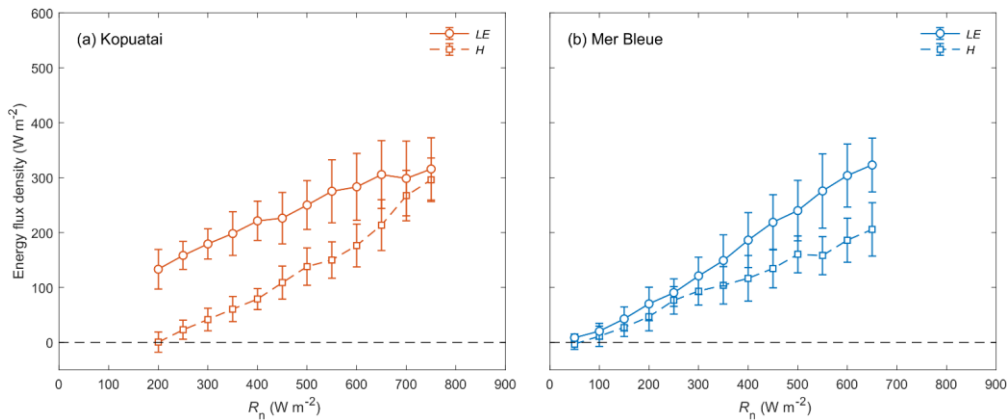 (a) Kopuatai
LE
H
Energy flux density (W m⁻²)
600
500
400
300
200
100
0
0 100 200 300 400 500 600 700 800 900
Rₙ (W m⁻²)
(b) Mer Bleue
LE
H
0 100 200 300 400 500 600 700 800 900
Rₙ (W m⁻²)